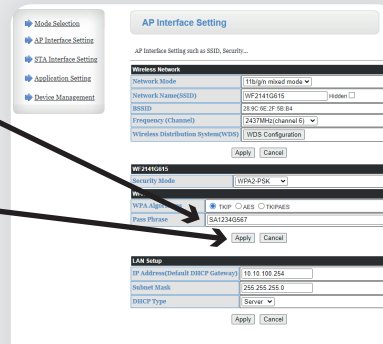 Mode Selection
AP Interface Setting
STA Interface Setting
Application Setting
Device Management
AP Interface Setting
AP Interface Setting such as SSID, Security...
Wireless Network
Network Mode 11b/g/n mixed mode
Network Name(SSID) WF2141G615 Hidden
BSSID 28:9C:6E:2F:5B:B4
Frequency (Channel) 2437MHz(channel 6)
Wireless Distribution System(WDS) WDS Configuration
Apply Cancel
WF2141G615
Security Mode WPA2-PSK
WPA TKIP AES TKIPAES
Pass Phrase SA1234G567
Apply Cancel
LAN Setup
IP Address(Default DHCP Gateway) 10.10.100.254
Subnet Mask 255.255.255.0
DHCP Type Server
Apply Cancel